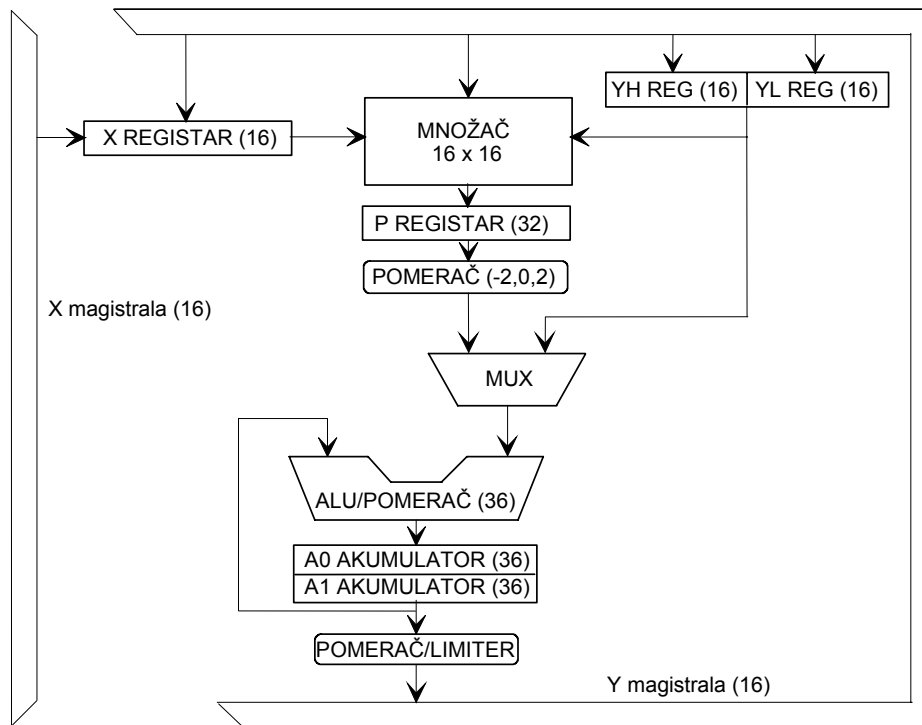 YH REG (16)
YL REG (16)
X REGISTAR (16)
MNOŽAČ
16 x 16
P REGISTAR (32)
POMERAČ (-2,0,2)
X magistrala (16)
MUX
ALU/POMERAČ (36)
A0 AKUMULATOR (36)
A1 AKUMULATOR (36)
POMERAČ/LIMITER
Y magistrala (16)